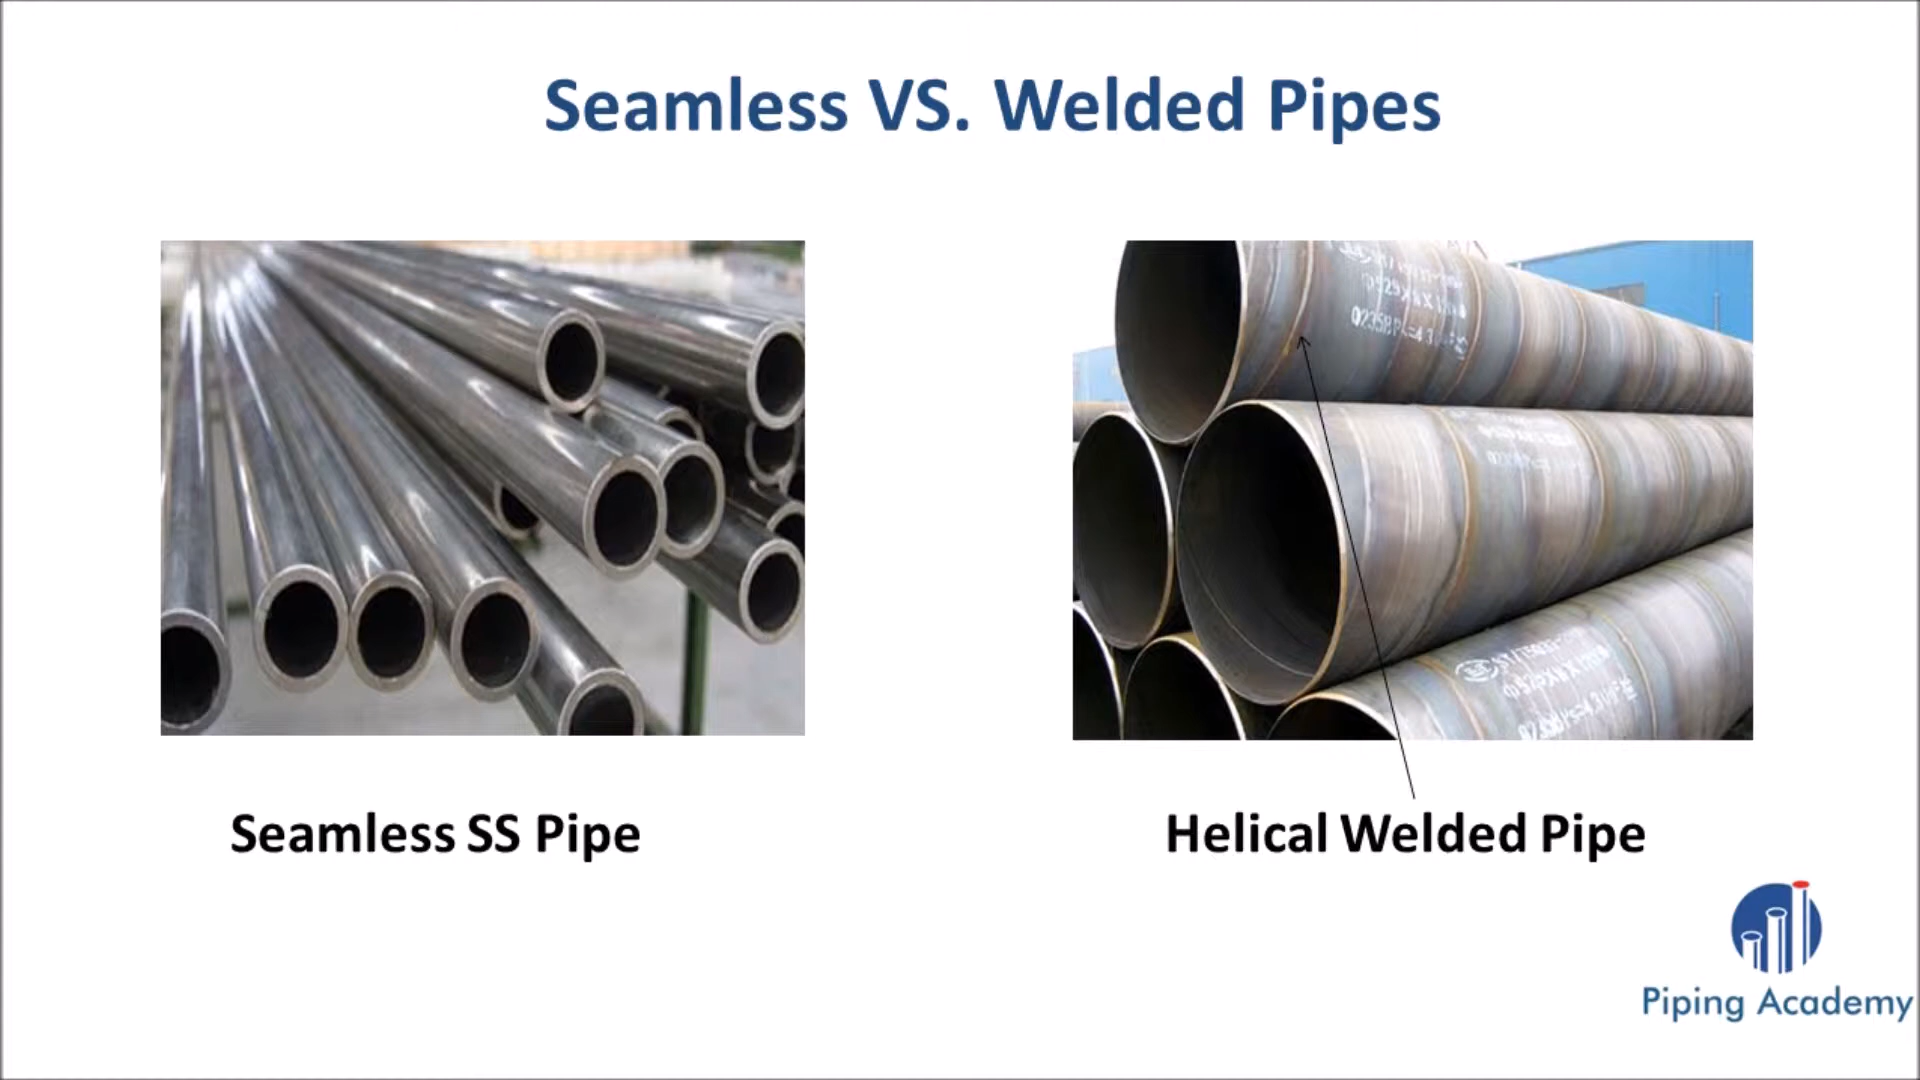 Seamless VS. Welded Pipes
Seamless SS Pipe
Helical Welded Pipe
Piping Academy